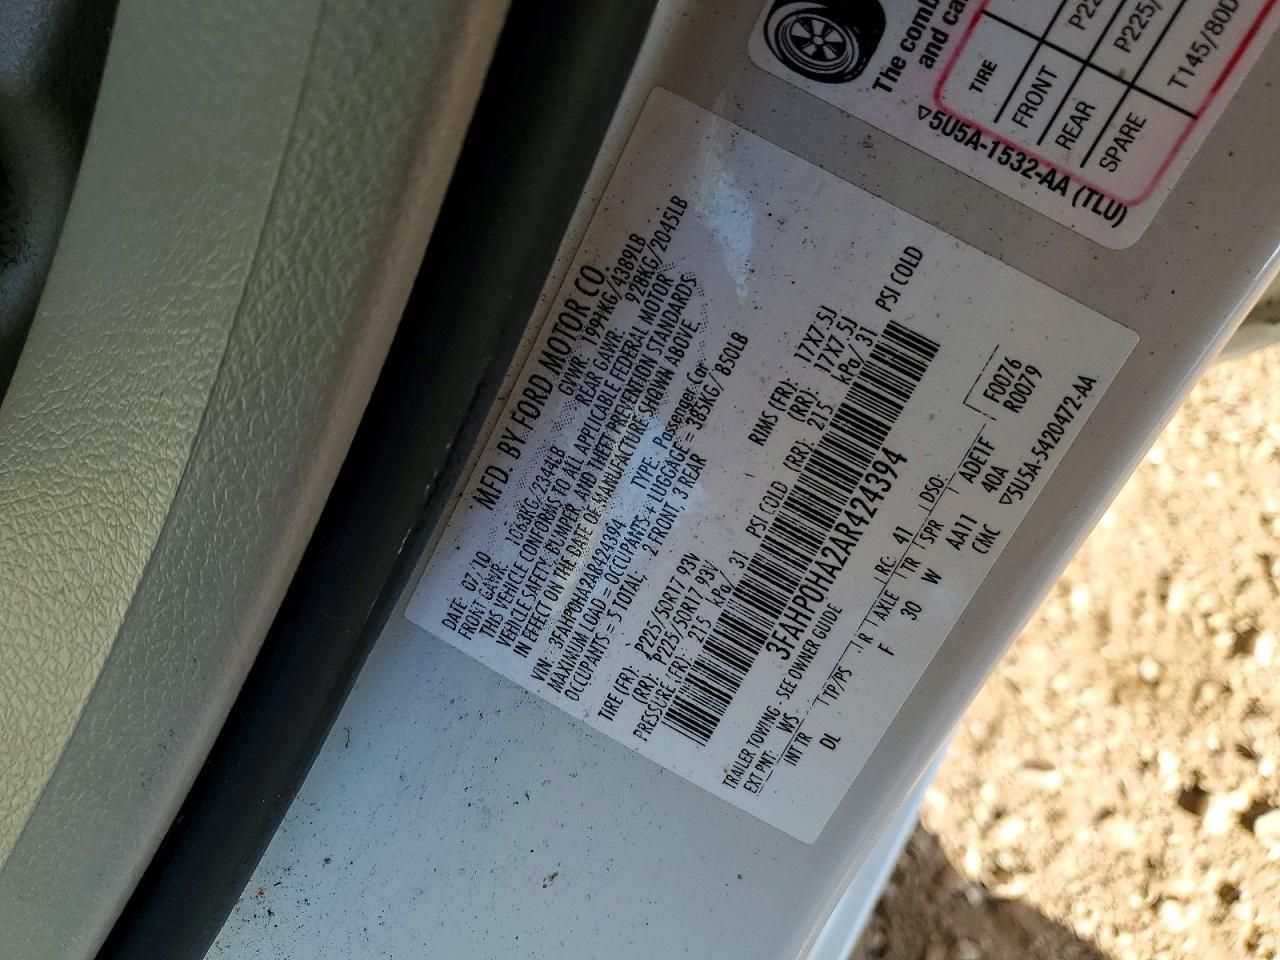 The comb
and ca
TIRE
FRONT P22
REAR P225/
SPARE T145/80D
▽5U5A-1532-AA (TLU)
MFD. BY FORD MOTOR CO.
DATE: 07/10 GVWR: 1991KG/4389LB
FRONT GAWR: 1063KG/2344LB REAR GAWR: 928KG/2045LB
THIS VEHICLE CONFORMS TO ALL APPLICABLE FEDERAL MOTOR
VEHICLE SAFETY BUMPER AND THEFT PREVENTION STANDARDS
IN EFFECT ON THE DATE OF MANUFACTURE SHOWN ABOVE.
VIN: 3FAHP0HA2AR424394 TYPE: Passenger Car
MAXIMUM LOAD = OCCUPANTS + LUGGAGE = 385KG/ 850LB
OCCUPANTS = 5 TOTAL, 2 FRONT, 3 REAR
TIRE (FR): P225/50R17 93V RIMS (FR): 17X7.5J
(RR): P225/50R17 93V (RR): 17X7.5J
PRESSURE: (FR) 215 kPa/ 31 PSI COLD (RR): 215 kPa/ 31 PSI COLD
3FAHP0HA2AR424394
TRAILER TOWING - SEE OWNER GUIDE
EXT PNT: WS RC: 41 DSO: F0076
INT TR TP/PS R AXLE TR SPR R0079
DL F 30 W AA11 ADETF
CMC 40A
▽5U5A-5420472-AA